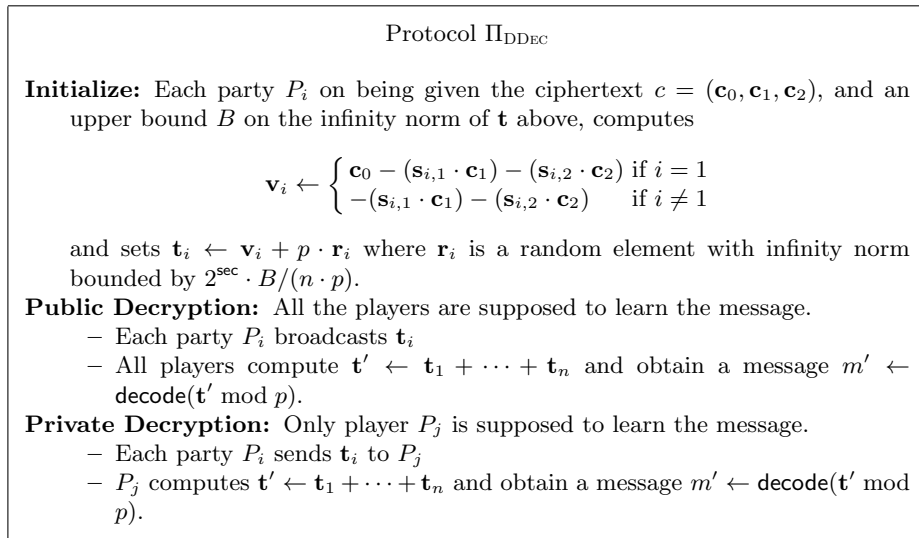 Protocol Π_DDEC
Initialize: Each party P_i on being given the ciphertext c = (c_0, c_1, c_2), and an
upper bound B on the infinity norm of t above, computes
v_i ← { c_0 − (s_{i,1} · c_1) − (s_{i,2} · c_2) if i = 1
−(s_{i,1} · c_1) − (s_{i,2} · c_2) if i ≠ 1
and sets t_i ← v_i + p · r_i where r_i is a random element with infinity norm
bounded by 2^sec · B/(n · p).
Public Decryption: All the players are supposed to learn the message.
– Each party P_i broadcasts t_i
– All players compute t′ ← t_1 + · · · + t_n and obtain a message m′ ←
decode(t′ mod p).
Private Decryption: Only player P_j is supposed to learn the message.
– Each party P_i sends t_i to P_j
– P_j computes t′ ← t_1 + · · · + t_n and obtain a message m′ ← decode(t′ mod
p).